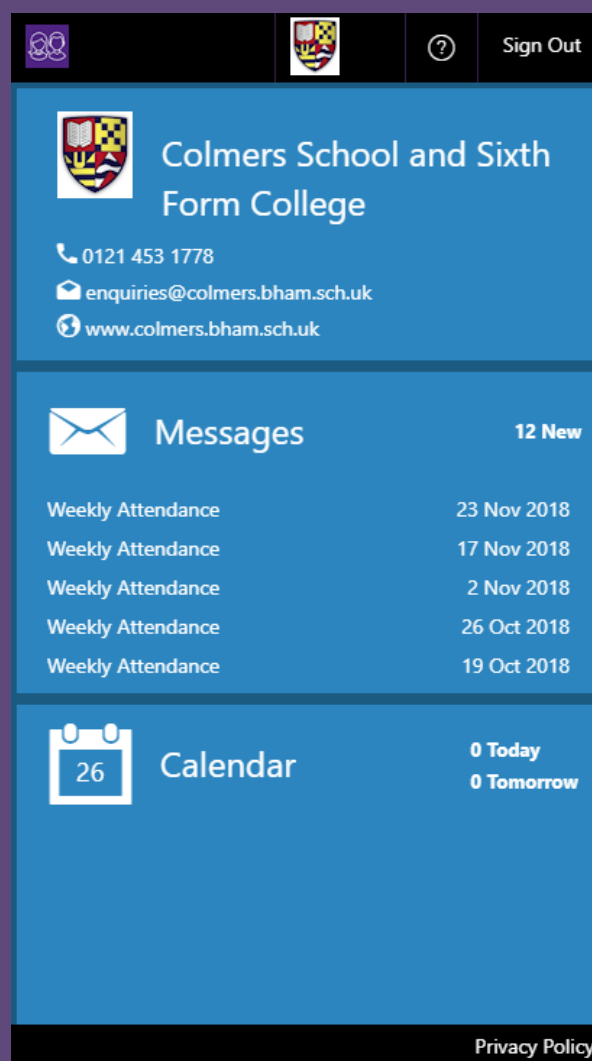 Sign Out
Colmers School and Sixth
Form College
0121 453 1778
enquiries@colmers.bham.sch.uk
www.colmers.bham.sch.uk
Messages 12 New
Weekly Attendance 23 Nov 2018
Weekly Attendance 17 Nov 2018
Weekly Attendance 2 Nov 2018
Weekly Attendance 26 Oct 2018
Weekly Attendance 19 Oct 2018
26 Calendar 0 Today
0 Tomorrow
Privacy Policy